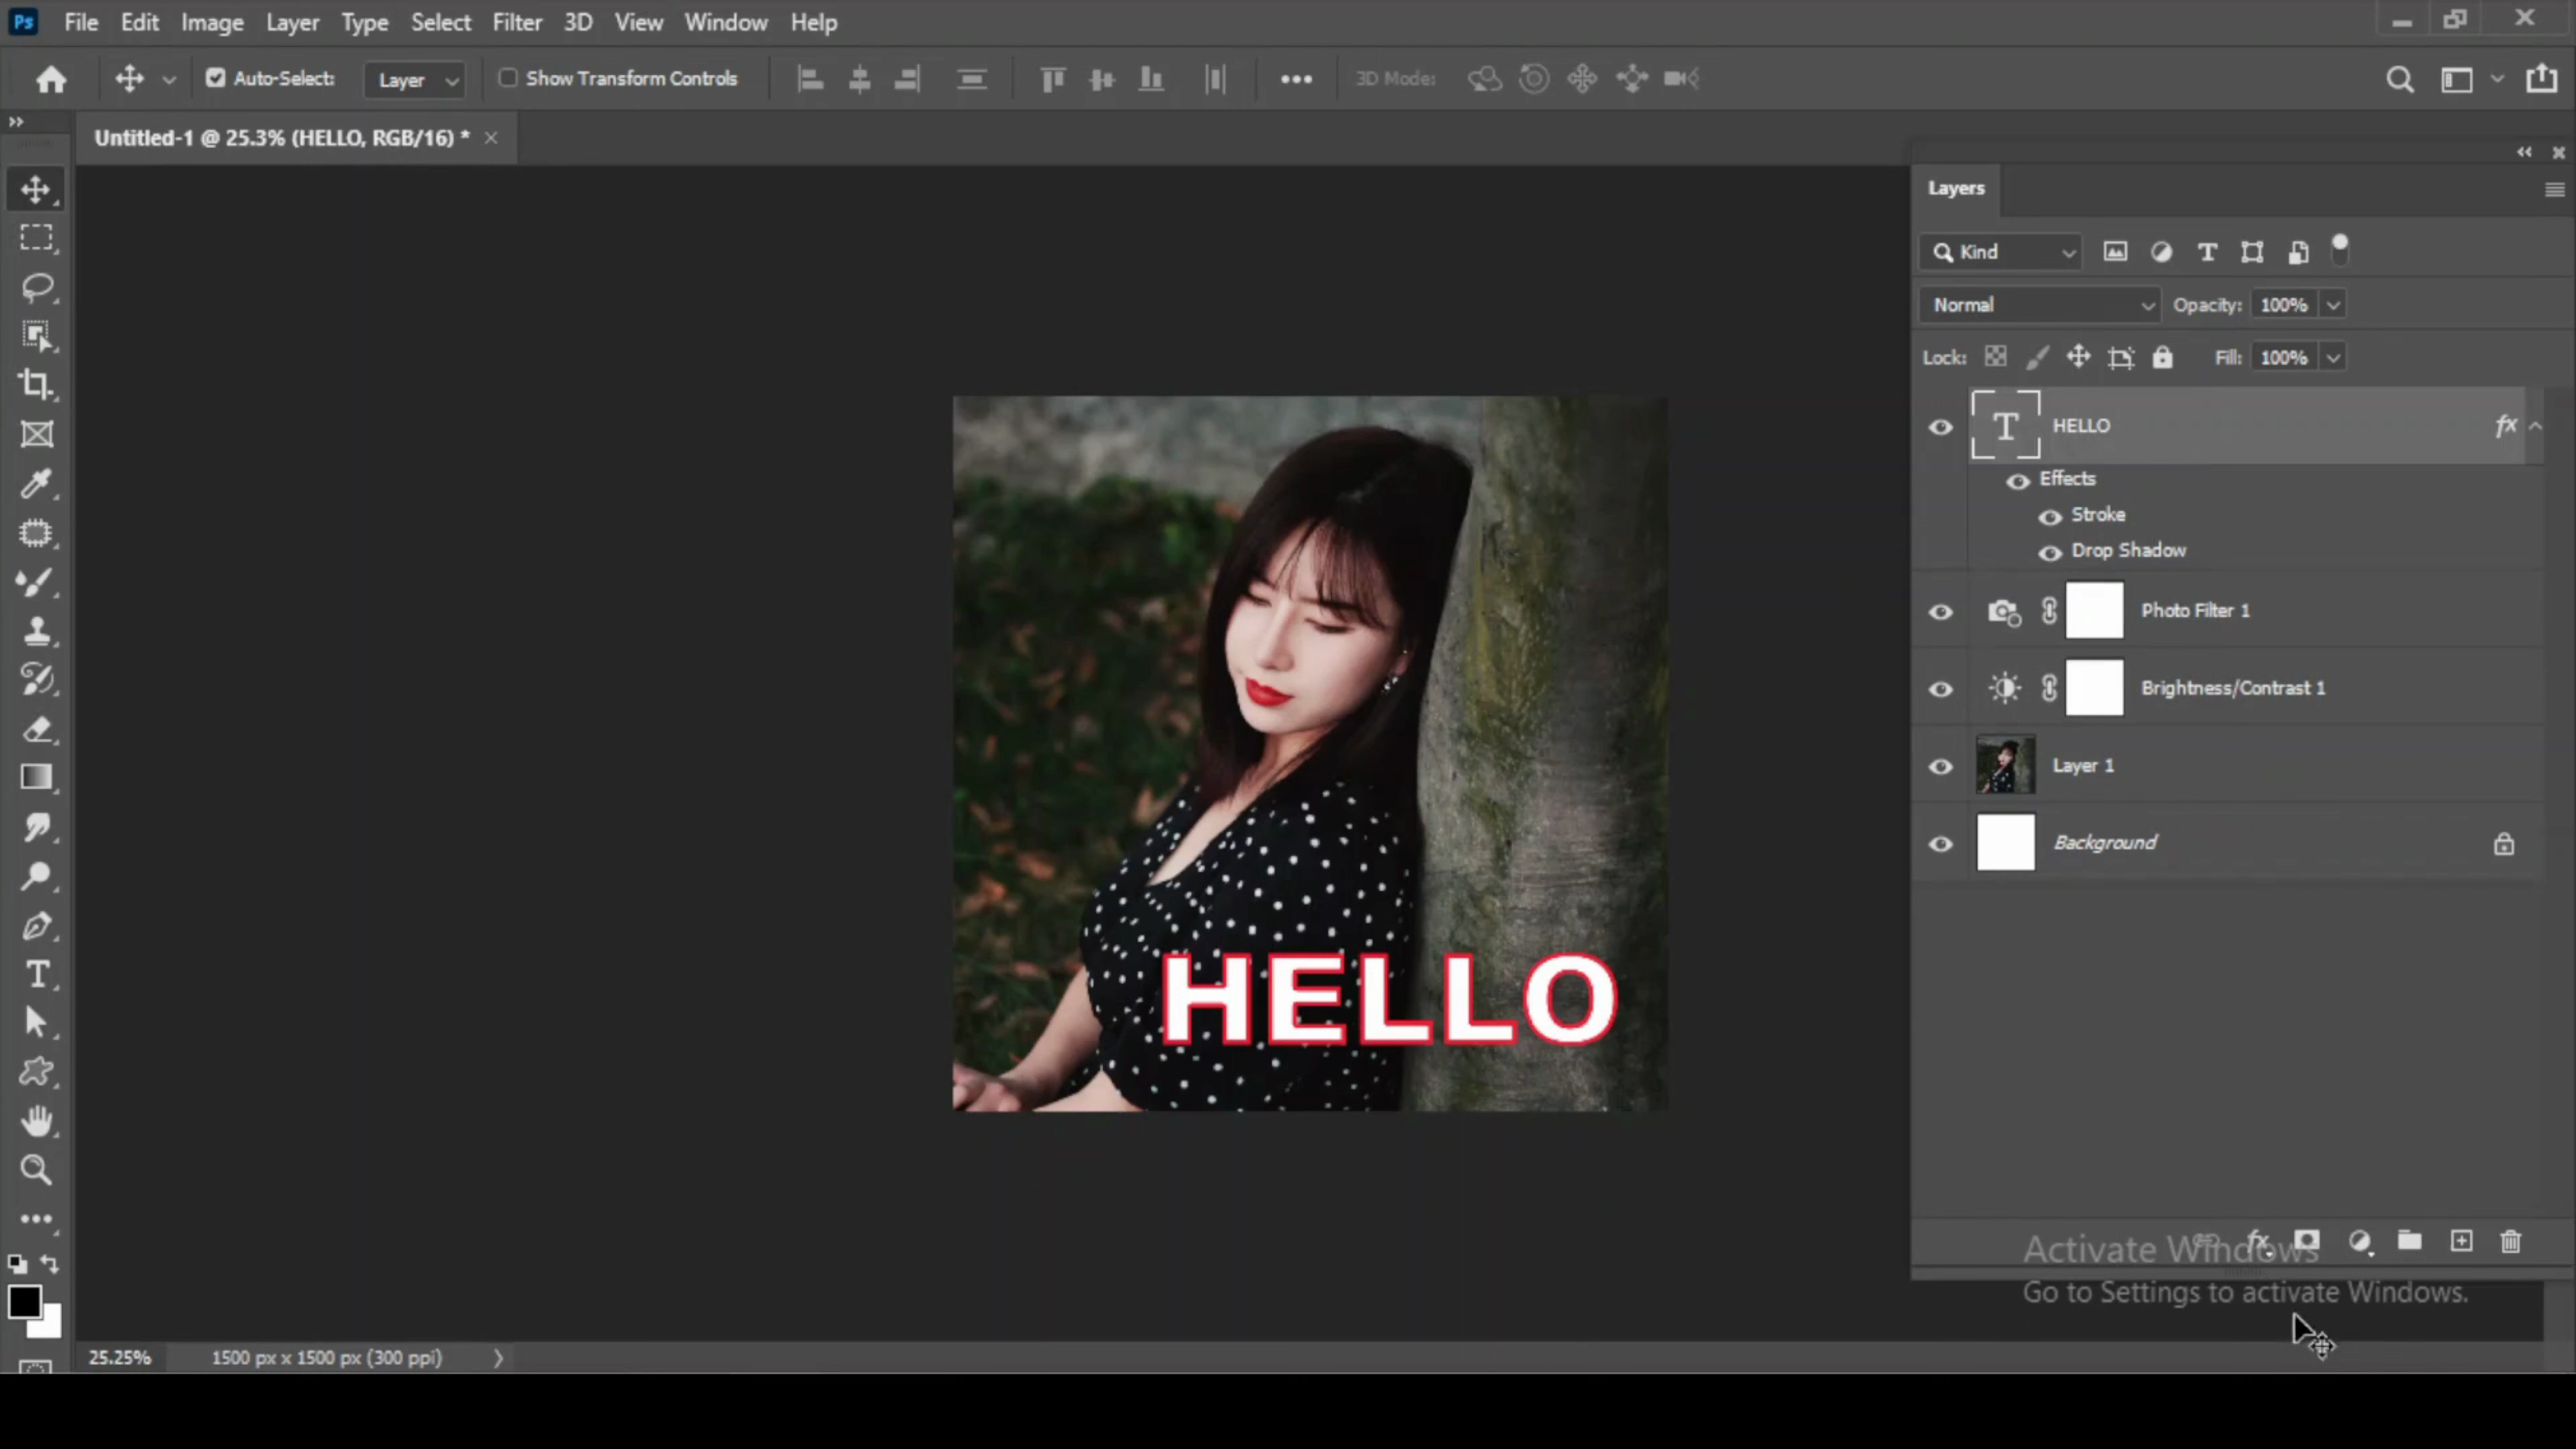 Ps File Edit Image Layer Type Select Filter 3D View Window Help
Auto-Select: Layer Show Transform Controls 3D Mode:
Untitled-1 @ 25.3% (HELLO, RGB/16) *
Layers
Kind
Normal Opacity: 100%
Lock: Fill: 100%
T HELLO fx
Effects
Stroke
Drop Shadow
Photo Filter 1
Brightness/Contrast 1
Layer 1
Background
HELLO
fx
Activate Windows
Go to Settings to activate Windows.
25.25% 1500 px x 1500 px (300 ppi)